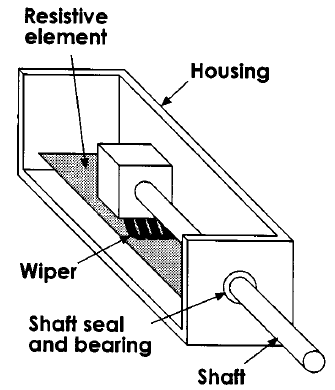 Resistive
element
Housing
Wiper
Shaft seal
and bearing
Shaft